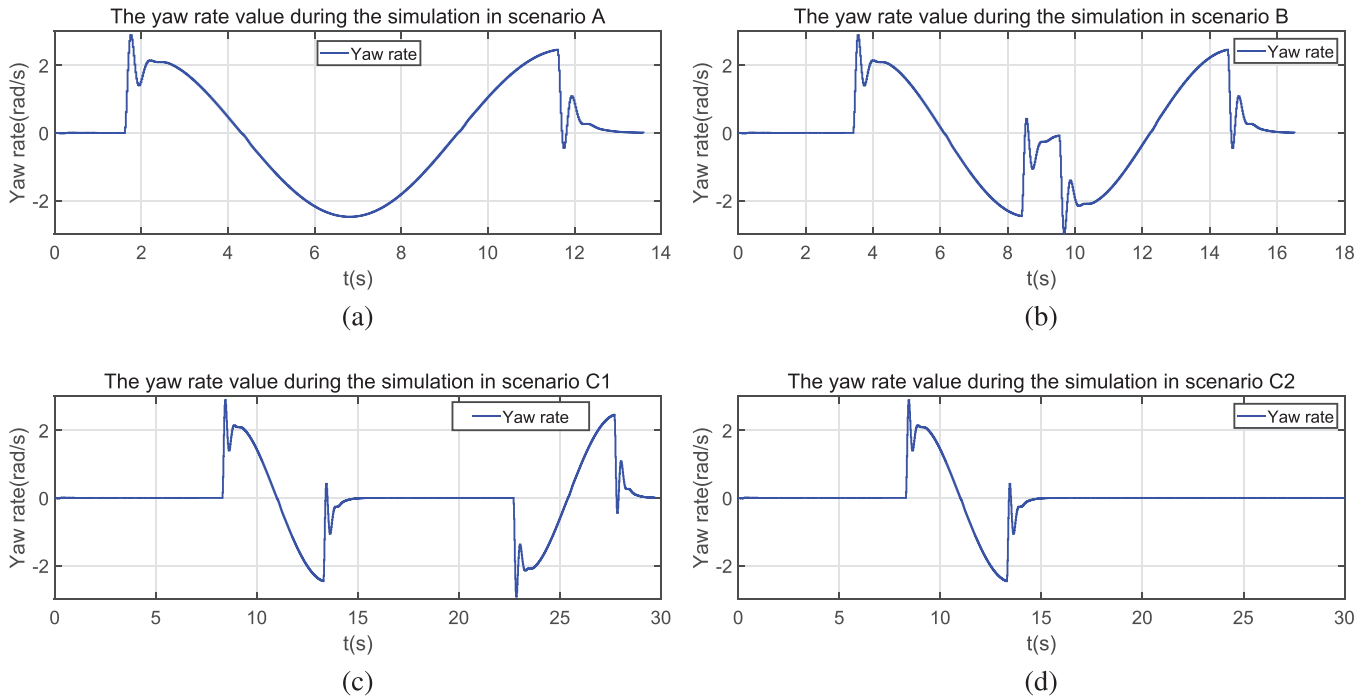 The yaw rate value during the simulation in scenario A
Yaw rate
Yaw rate(rad/s)
2
0
-2
0 2 4 6 8 10 12 14
t(s)
(a)
The yaw rate value during the simulation in scenario B
Yaw rate
Yaw rate(rad/s)
2
0
-2
0 2 4 6 8 10 12 14 16 18
t(s)
(b)
The yaw rate value during the simulation in scenario C1
Yaw rate
Yaw rate(rad/s)
2
0
-2
0 5 10 15 20 25 30
t(s)
(c)
The yaw rate value during the simulation in scenario C2
Yaw rate
Yaw rate(rad/s)
2
0
-2
0 5 10 15 20 25 30
t(s)
(d)